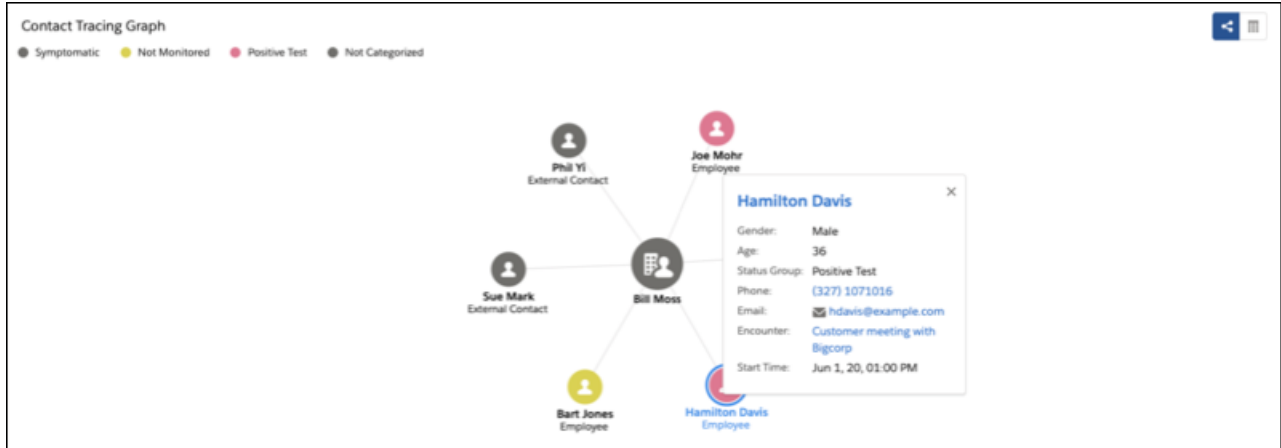 Contact Tracing Graph
Symptomatic Not Monitored Positive Test Not Categorized
Phil Yi
External Contact
Joe Mohr
Employee
Sue Mark
External Contact
Bill Moss
Bart Jones
Employee
Hamilton Davis
Employee
Hamilton Davis
Gender: Male
Age: 36
Status Group: Positive Test
Phone: (327) 1071016
Email: hdavis@example.com
Encounter: Customer meeting with
Bigcorp
Start Time: Jun 1, 20, 01:00 PM